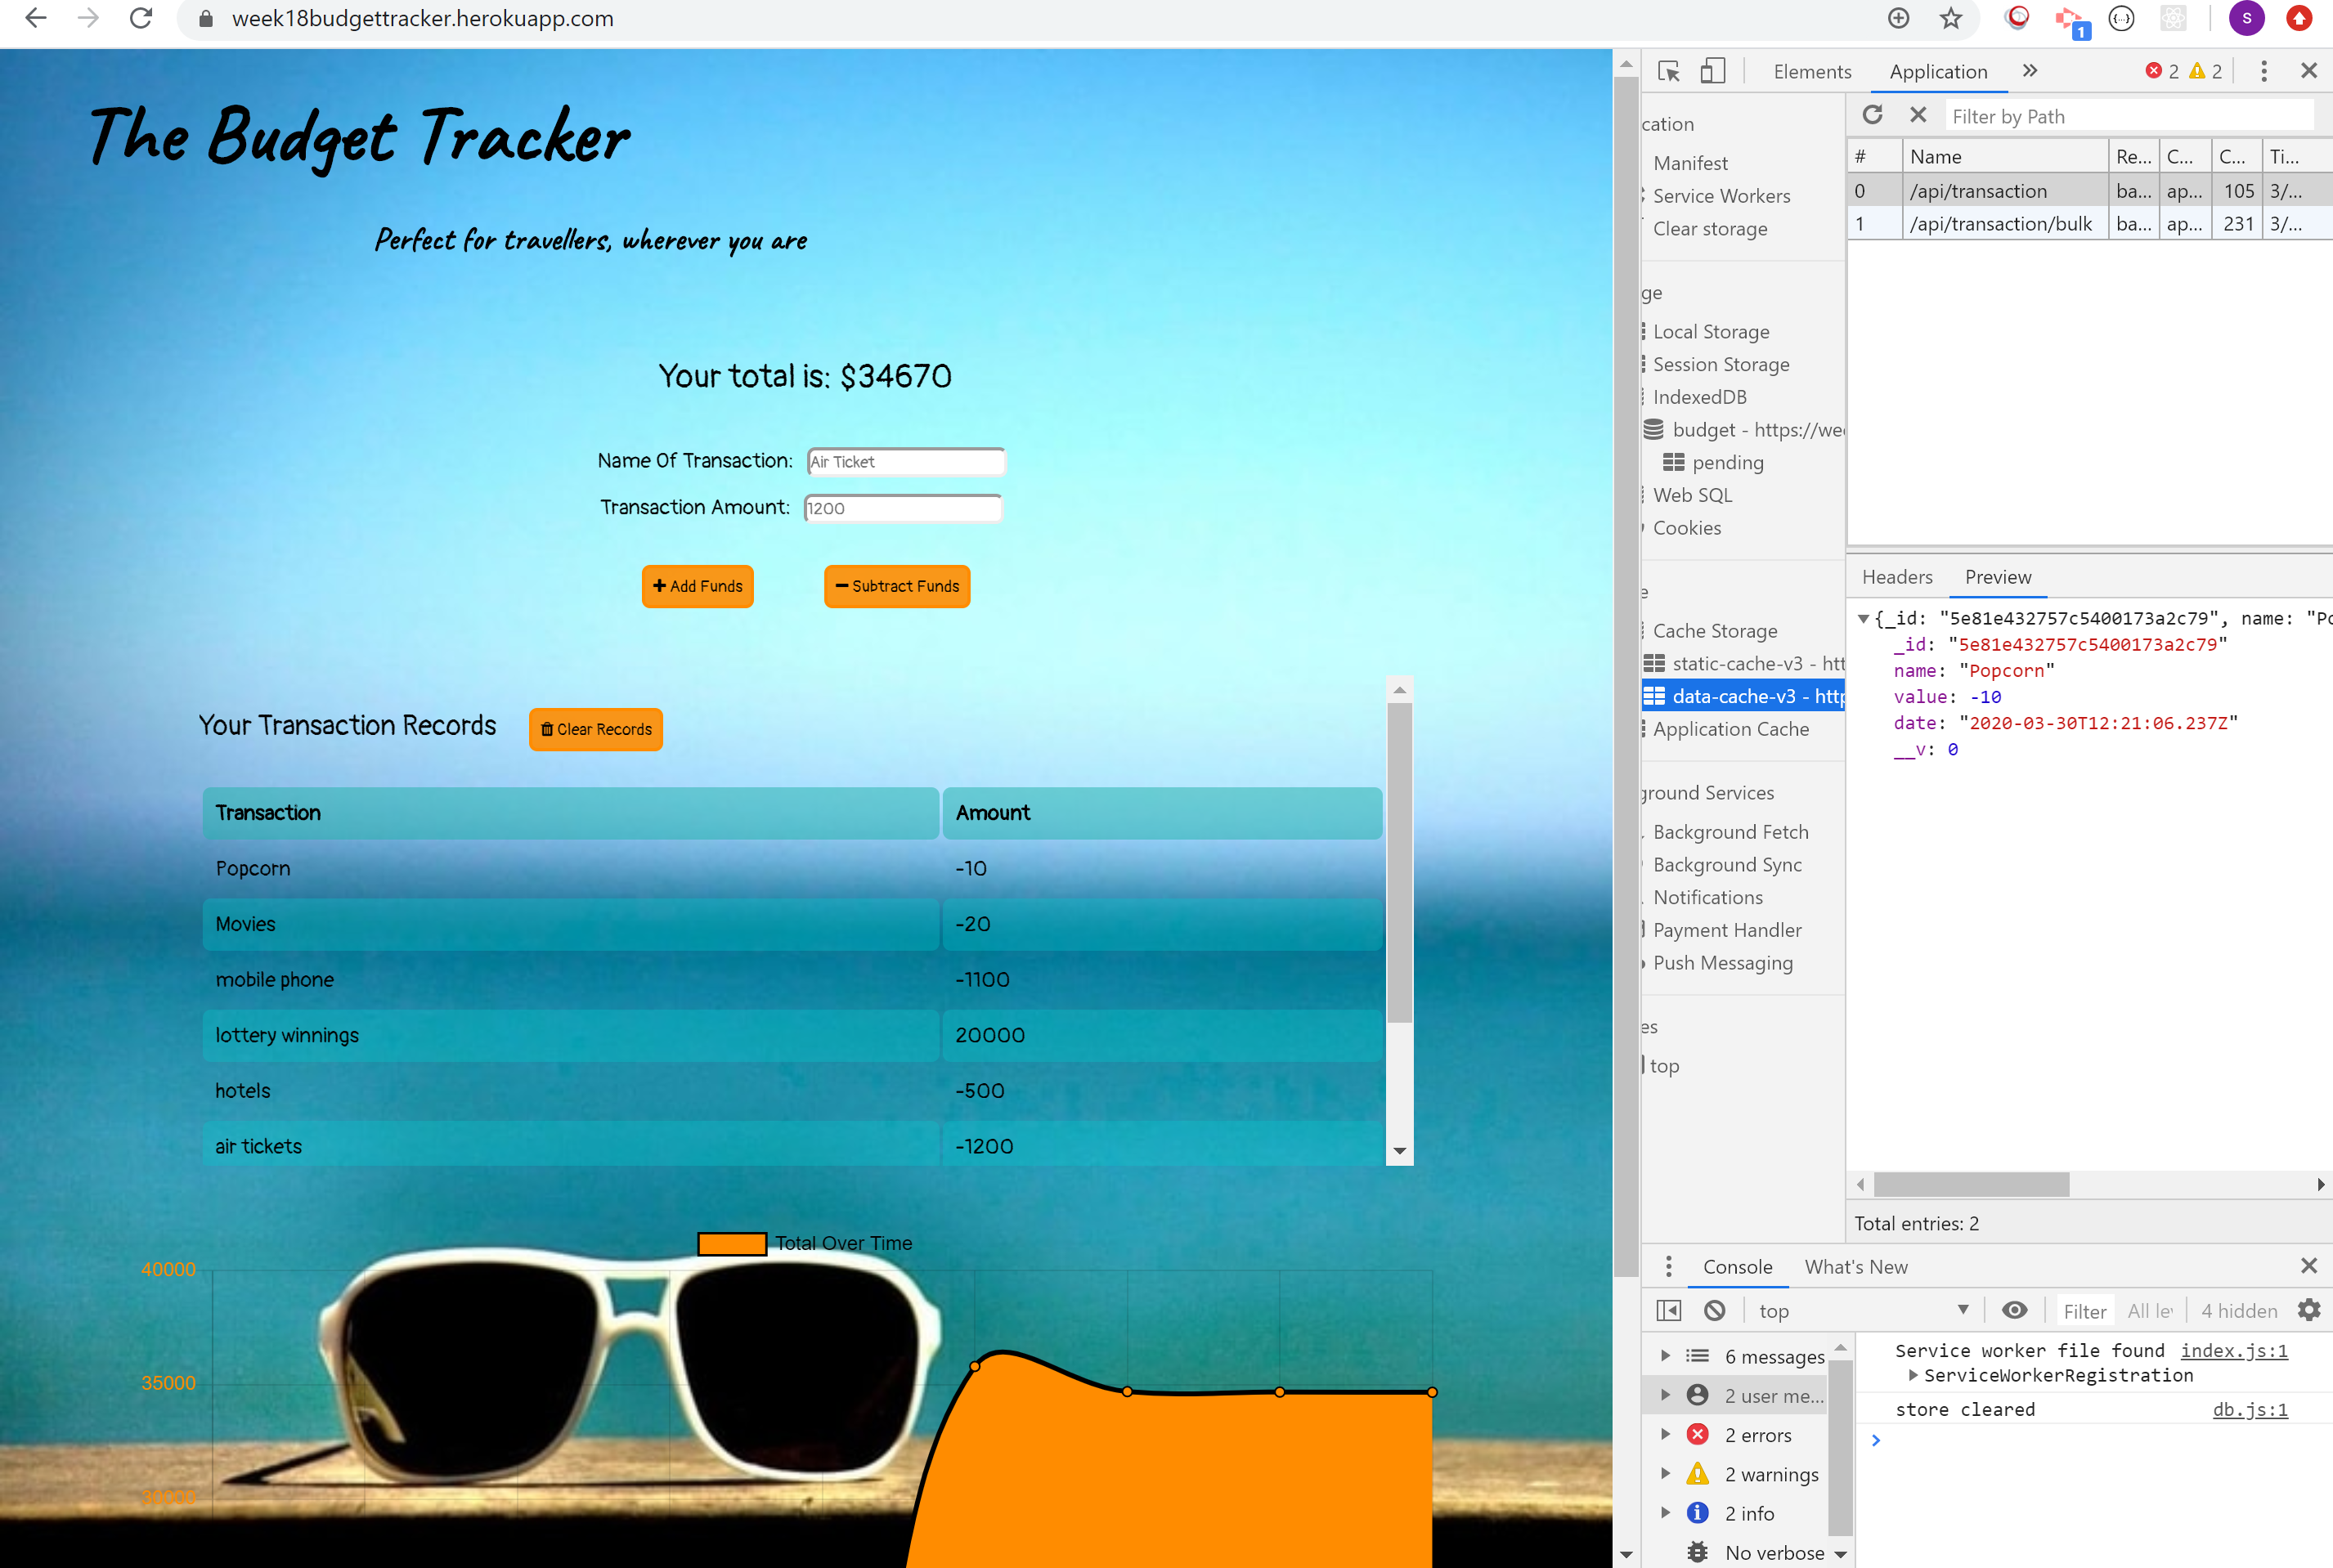 week18budgettracker.herokuapp.com
S
1
The Budget Tracker
Perfect for travellers, wherever you are
Your total is: $34670
Name Of Transaction: Air Ticket
Transaction Amount: 1200
Add Funds Subtract Funds
Your Transaction Records Clear Records
Transaction Amount
Popcorn -10
Movies -20
mobile phone -1100
lottery winnings 20000
hotels -500
air tickets -1200
Total Over Time
40000
35000
30000
Elements Application 2 2
cation
Manifest
Service Workers
Clear storage
ge
Local Storage
Session Storage
IndexedDB
budget - https://we
pending
Web SQL
Cookies
e
Cache Storage
static-cache-v3 - htt
data-cache-v3 - http
Application Cache
ground Services
Background Fetch
Background Sync
Notifications
Payment Handler
Push Messaging
es
top
Filter by Path
# Name Re... C... C... Ti...
0 /api/transaction ba... ap... 105 3/...
1 /api/transaction/bulk ba... ap... 231 3/...
Headers Preview
{_id: "5e81e432757c5400173a2c79", name: "Po
_id: "5e81e432757c5400173a2c79"
name: "Popcorn"
value: -10
date: "2020-03-30T12:21:06.237Z"
__v: 0
Total entries: 2
Console What's New
top Filter All le 4 hidden
6 messages
2 user me...
2 errors
2 warnings
2 info
No verbose
Service worker file found index.js:1
ServiceWorkerRegistration
store cleared db.js:1